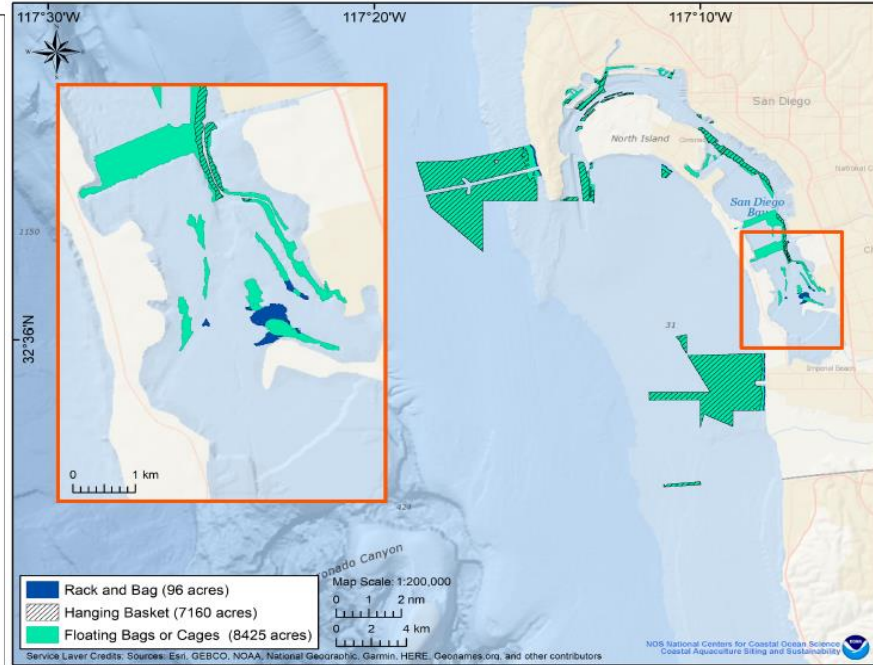 117°30'W 117°20'W 117°10'W
San Diego
North Island
National C
San Diego
Bay
1150
32°36'N
31
Imperial Beach
0 1 km
424
ronado Canyon
Rack and Bag (96 acres)
Hanging Basket (7160 acres)
Floating Bags or Cages (8425 acres)
Map Scale: 1:200,000
0 1 2 nm
0 2 4 km
NOS National Centers for Coastal Ocean Science
Coastal Aquaculture Siting and Sustainability
Service Layer Credits: Sources: Esri, GEBCO, NOAA, National Geographic, Garmin, HERE, Geonames.org, and other contributors